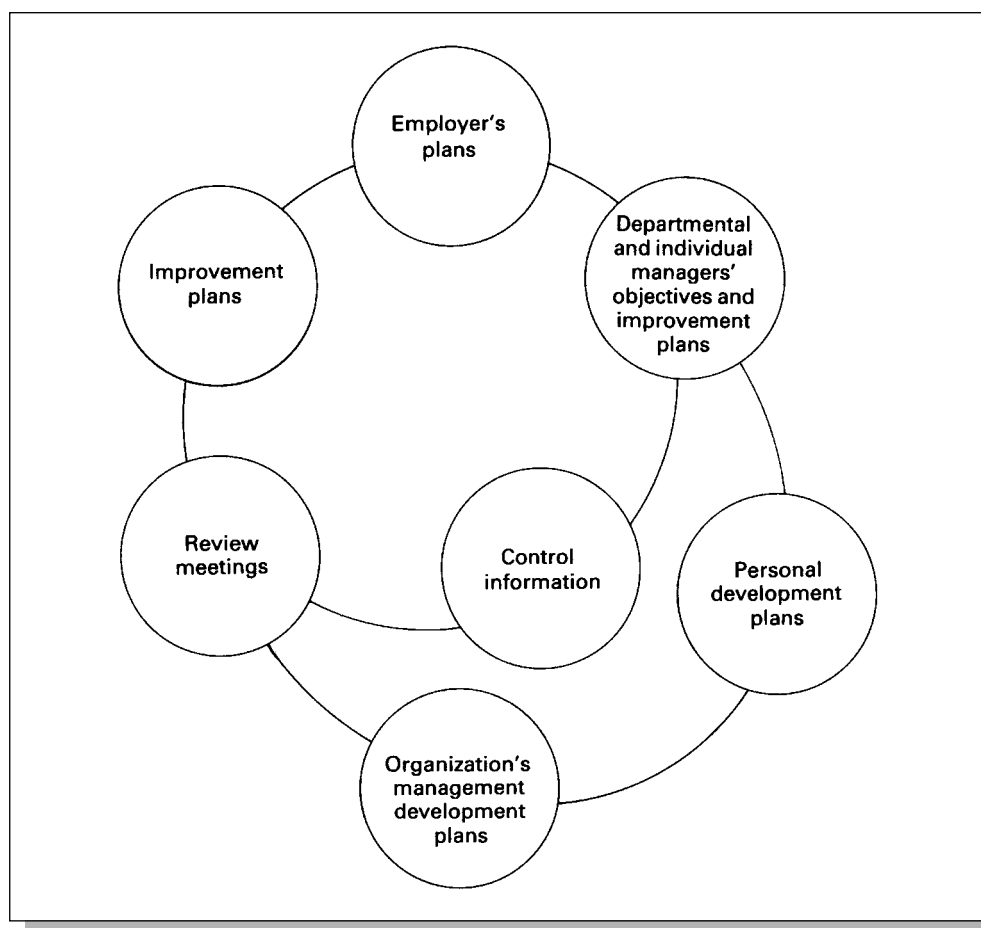 Employer's
plans
Departmental
and individual
managers'
objectives and
improvement
plans
Improvement
plans
Review
meetings
Control
information
Personal
development
plans
Organization's
management
development
plans